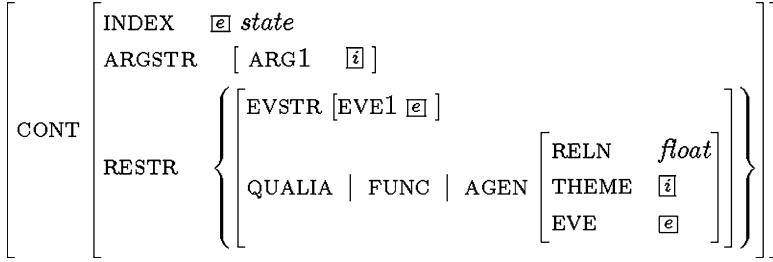 INDEX e state
ARGSTR [ ARG1 i ]
EVSTR [EVE1 e ]
CONT
RESTR
RELN float
QUALIA | FUNC | AGEN THEME i
EVE e